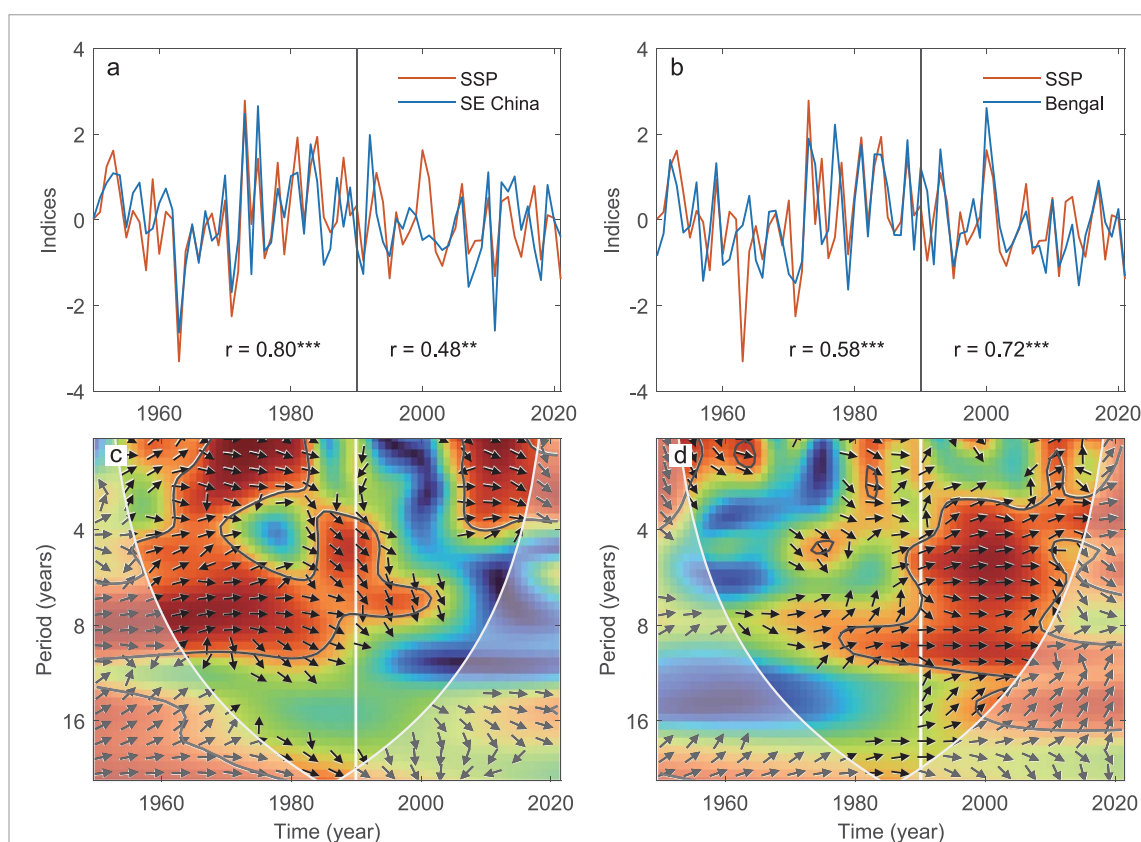 4
2
0
-2
-4
Indices
a
SSP
SE China
r = 0.80***
r = 0.48**
1960
1980
2000
2020
4
2
0
-2
-4
Indices
b
SSP
Bengal
r = 0.58***
r = 0.72***
1960
1980
2000
2020
c
4
8
16
Period (years)
1960
1980
2000
2020
Time (year)
d
4
8
16
Period (years)
1960
1980
2000
2020
Time (year)